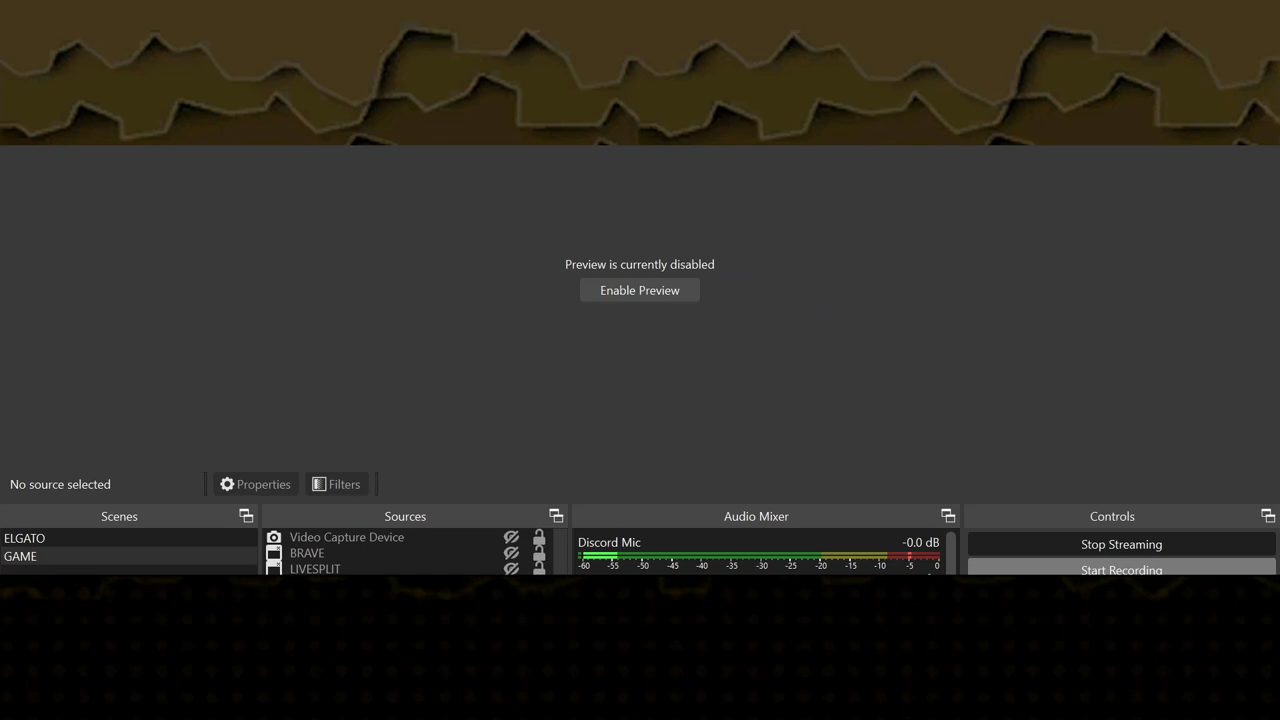 Preview is currently disabled
Enable Preview
No source selected
Properties
Filters
Scenes
Sources
Audio Mixer
Controls
ELGATO
GAME
Video Capture Device
BRAVE
LIVESPLIT
Discord Mic
-0.0 dB
-60 -55 -50 -45 -40 -35 -30 -25 -20 -15 -10 -5 0
Stop Streaming
Start Recording